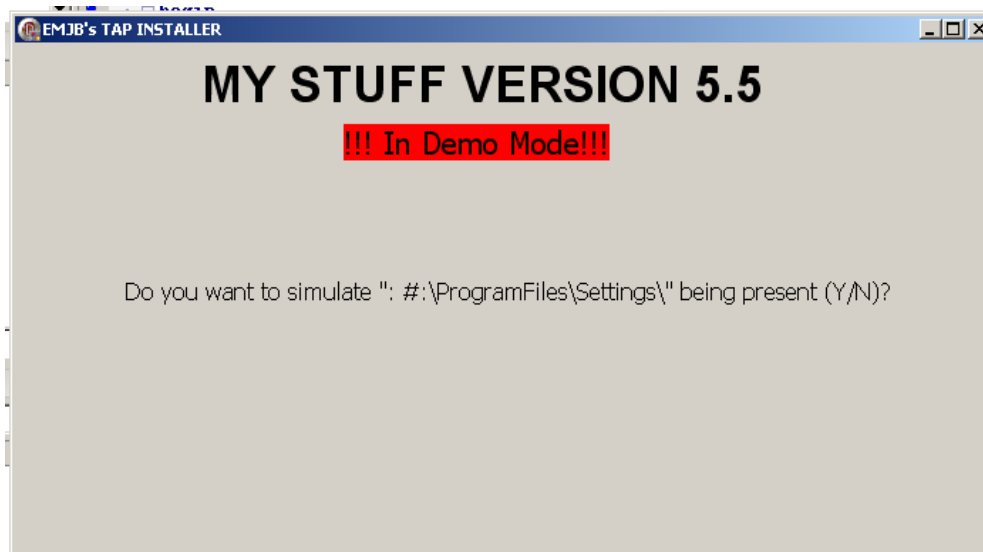 EMJB's TAP INSTALLER
MY STUFF VERSION 5.5
!!! In Demo Mode!!!
Do you want to simulate ": #:\ProgramFiles\Settings\" being present (Y/N)?